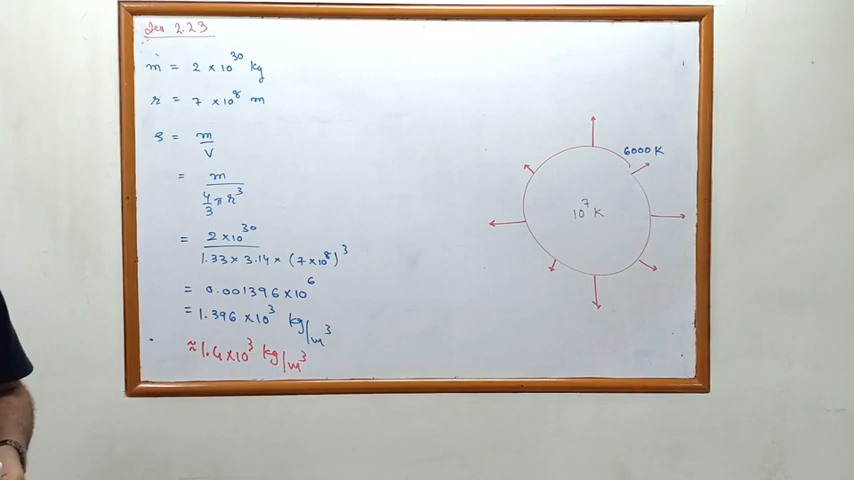 2.23
m = 2 × 10³⁰ kg
r = 7 × 10⁸ m
ρ = m/V
= m / (4/3 π r³)
= 2 × 10³⁰ / 1.33 × 3.14 × (7 × 10⁸)³
= 0.001396 × 10⁶
= 1.396 × 10³ kg/m³
≈ 1.4 × 10³ kg/m³
6000 K
10⁷ K